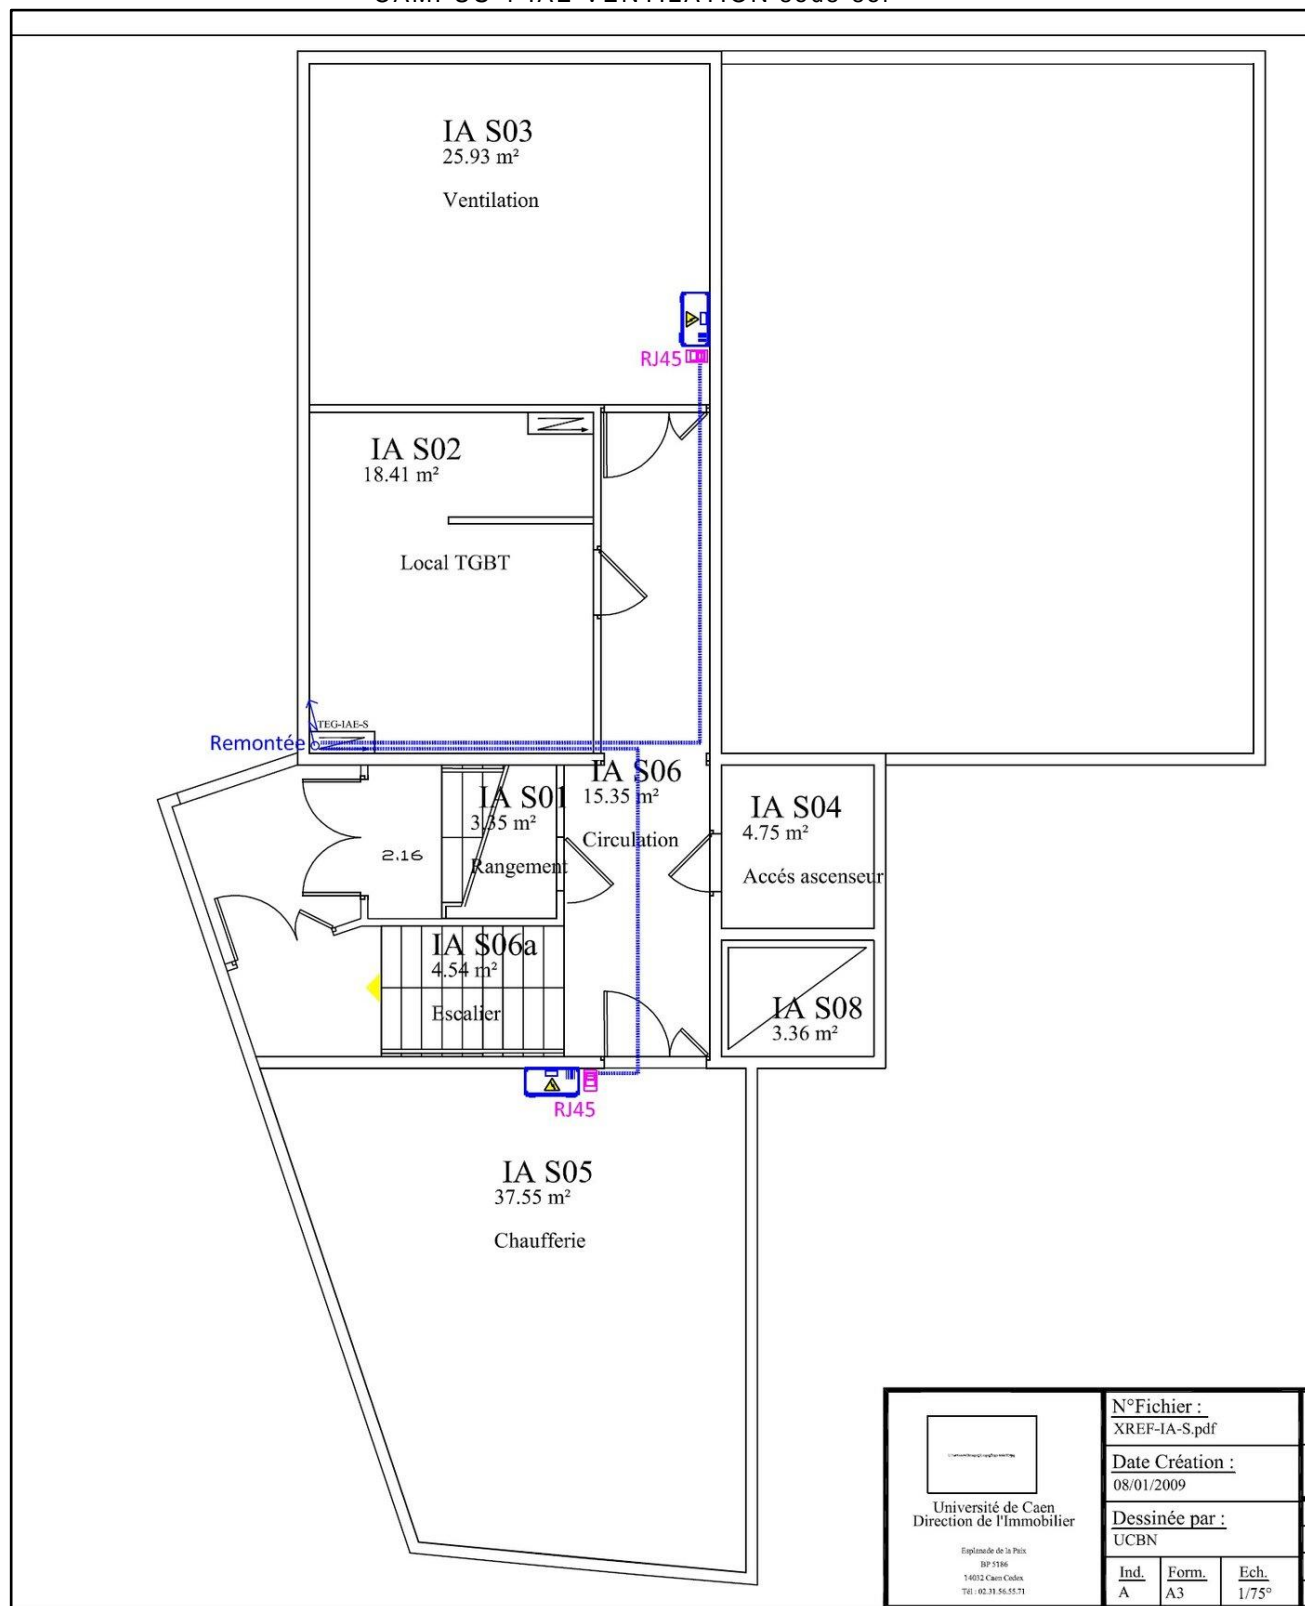 IA S03
25.93 m²
Ventilation
RJ45
IA S02
18.41 m²
Local TGBT
TEG-IAE-S
Remontée
IA S06
15.35 m²
Circulation
IA S01
3.35 m²
Rangement
2.16
IA S04
4.75 m²
Accés ascenseur
IA S06a
4.54 m²
Escalier
IA S08
3.36 m²
RJ45
IA S05
37.55 m²
Chaufferie
Université de Caen
Direction de l'Immobilier
Esplanade de la Paix
BP 5186
14032 Caen Cedex
Tél : 02.31.56.55.71
N°Fichier :
XREF-IA-S.pdf
Date Création :
08/01/2009
Dessinée par :
UCBN
Ind. Form. Ech.
A A3 1/75°